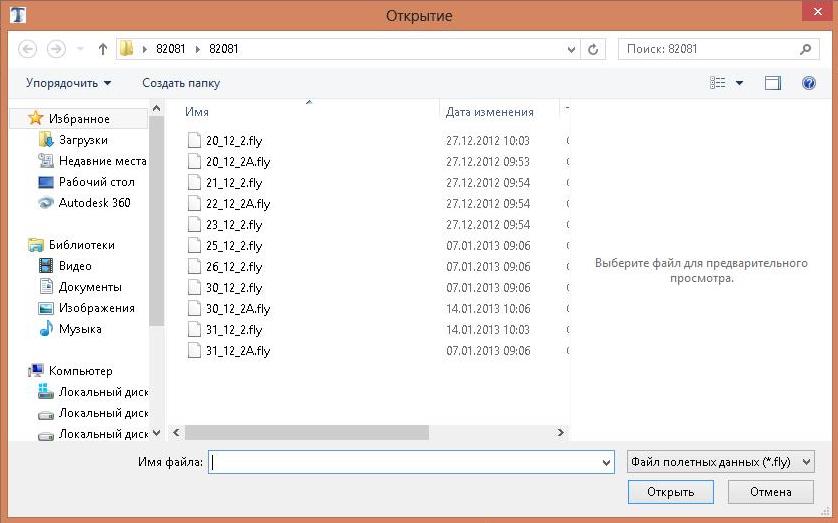 Открытие
82081 82081
Поиск: 82081
Упорядочить Создать папку
Избранное
Загрузки
Недавние места
Рабочий стол
Autodesk 360
Библиотеки
Видео
Документы
Изображения
Музыка
Компьютер
Локальный диск
Локальный диск
Локальный диск
Имя Дата изменения
20_12_2.fly 27.12.2012 10:03
20_12_2A.fly 27.12.2012 09:53
21_12_2.fly 27.12.2012 09:54
22_12_2A.fly 27.12.2012 09:54
23_12_2.fly 27.12.2012 09:54
25_12_2.fly 07.01.2013 09:06
26_12_2.fly 07.01.2013 09:06
30_12_2.fly 07.01.2013 09:06
30_12_2A.fly 14.01.2013 10:06
31_12_2.fly 14.01.2013 10:03
31_12_2A.fly 07.01.2013 09:06
Выберите файл для предварительного
просмотра.
Имя файла: Файл полетных данных (*.fly)
Открыть Отмена